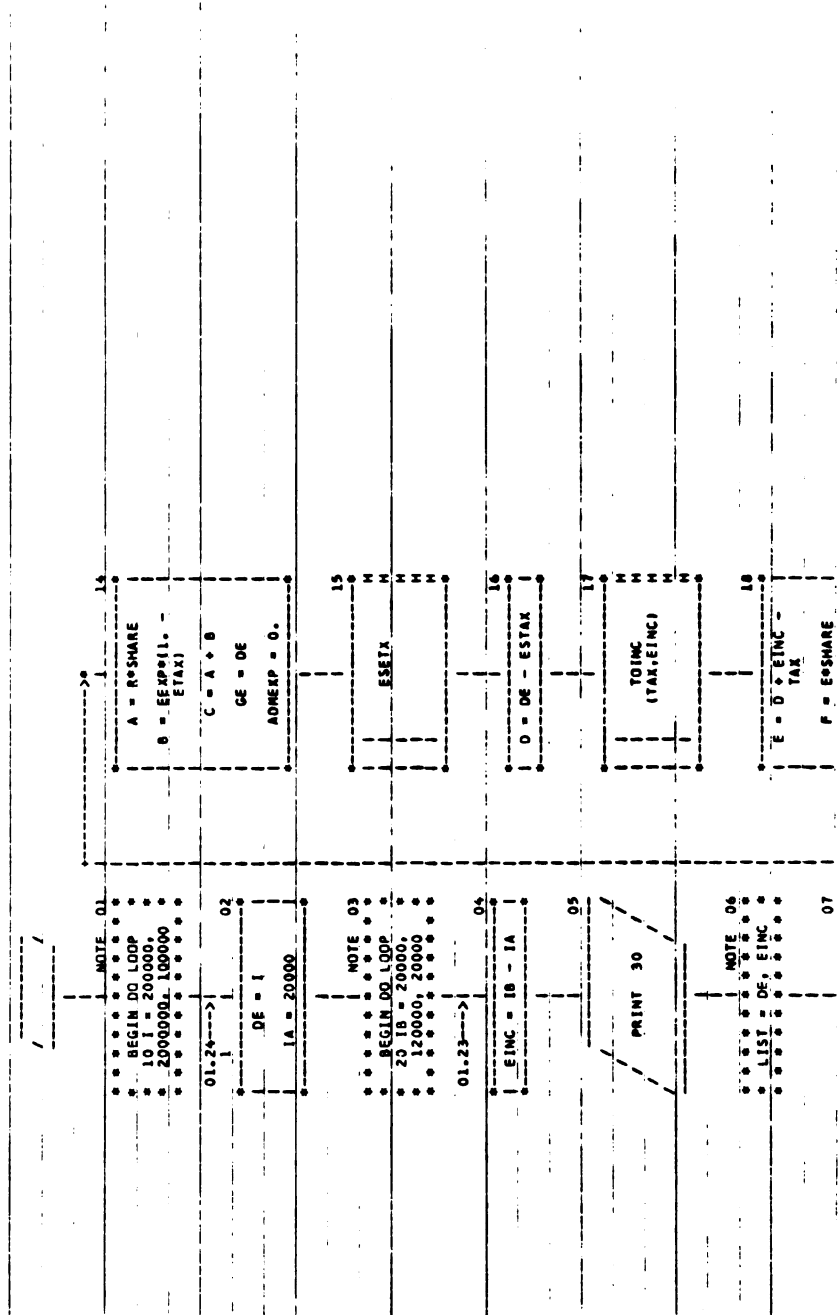 NOTE 01
BEGIN DO LOOP
10 I = 200000,
2000000, 100000
01.24--->
02
DE = I
IA = 20000
NOTE 03
BEGIN DO LOOP
20 IB = 20000,
120000, 20000
01.23--->
04
EINC = IB - IA
05
PRINT 30
NOTE 06
LIST = DE, EINC
07
14
A = R*SHARE
B = EEXP*(1. -
ETAX)
C = A + B
GE = DE
ADMEXP = 0.
15
ESETX
16
D = DE - ESTAX
17
TOINC
(TAX,EINC)
18
E = D + EINC -
TAX
F = E*SHARE